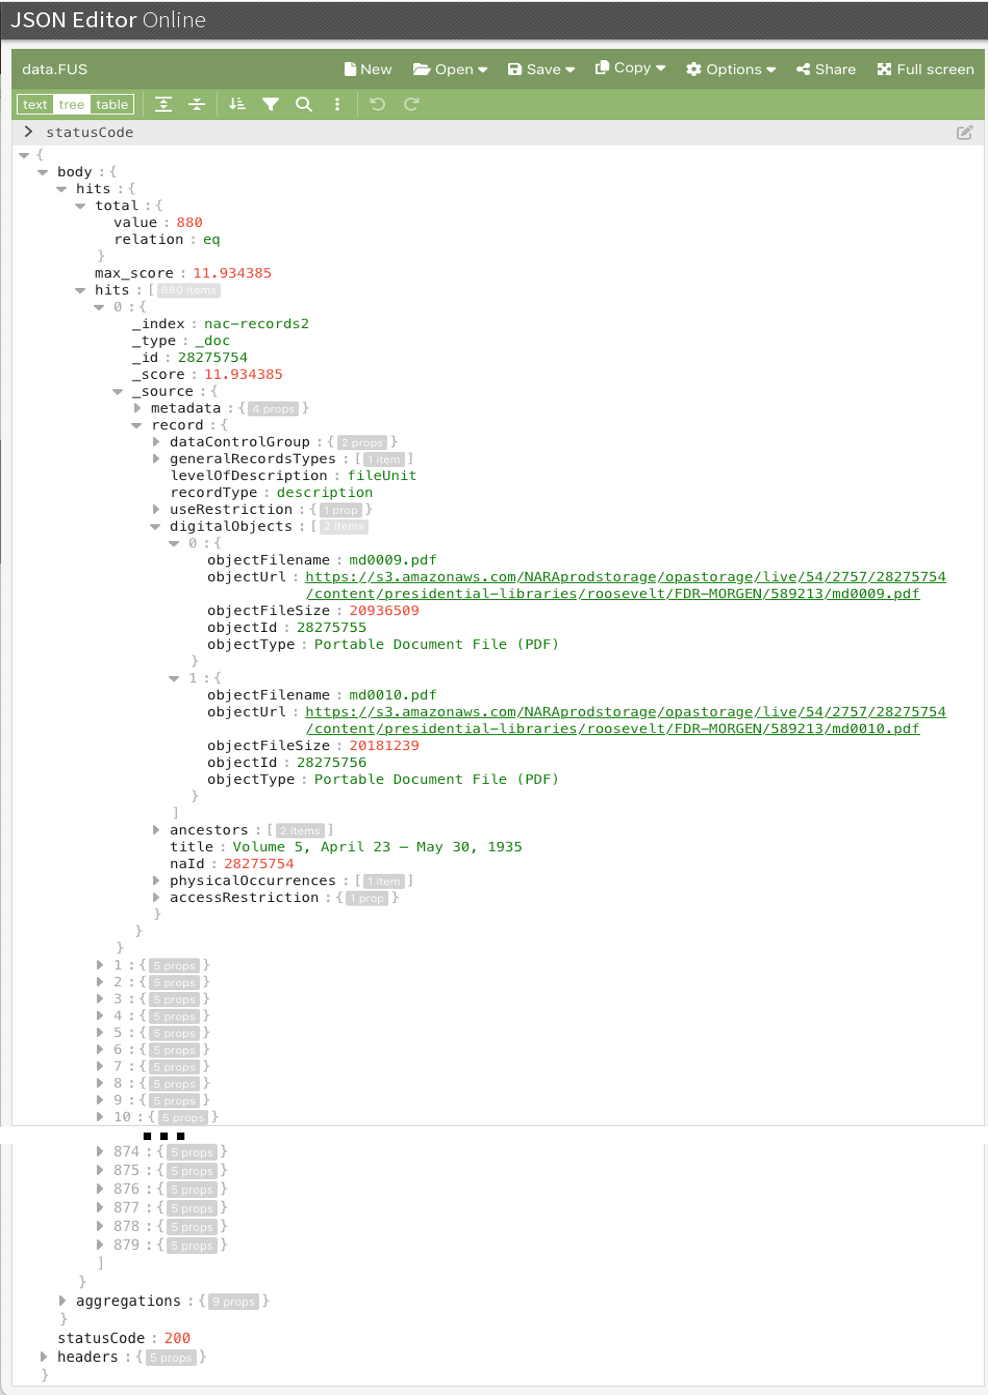 JSON Editor Online
data.FUS New Open Save Copy Options Share Full screen
text tree table
statusCode
{
body : {
hits : {
total : {
value : 880
relation : eq
}
max_score : 11.934385
hits : [ 880 items
0 : {
_index : nac-records2
_type : _doc
_id : 28275754
_score : 11.934385
_source : {
metadata : { 4 props }
record : {
dataControlGroup : { 2 props }
generalRecordsTypes : [ 1 item ]
levelOfDescription : fileUnit
recordType : description
useRestriction : { 1 prop }
digitalObjects : [ 2 items
0 : {
objectFilename : md0009.pdf
objectUrl : https://s3.amazonaws.com/NARAprodstorage/opastorage/live/54/2757/28275754
/content/presidential-libraries/roosevelt/FDR-MORGEN/589213/md0009.pdf
objectFileSize : 20936509
objectId : 28275755
objectType : Portable Document File (PDF)
}
1 : {
objectFilename : md0010.pdf
objectUrl : https://s3.amazonaws.com/NARAprodstorage/opastorage/live/54/2757/28275754
/content/presidential-libraries/roosevelt/FDR-MORGEN/589213/md0010.pdf
objectFileSize : 20181239
objectId : 28275756
objectType : Portable Document File (PDF)
}
]
ancestors : [ 2 items ]
title : Volume 5, April 23 – May 30, 1935
naId : 28275754
physicalOccurrences : [ 1 item ]
accessRestriction : { 1 prop }
}
}
}
1 : { 5 props }
2 : { 5 props }
3 : { 5 props }
4 : { 5 props }
5 : { 5 props }
6 : { 5 props }
7 : { 5 props }
8 : { 5 props }
9 : { 5 props }
10 : { 5 props }
...
874 : { 5 props }
875 : { 5 props }
876 : { 5 props }
877 : { 5 props }
878 : { 5 props }
879 : { 5 props }
]
}
aggregations : { 9 props }
}
statusCode : 200
headers : { 5 props }
}